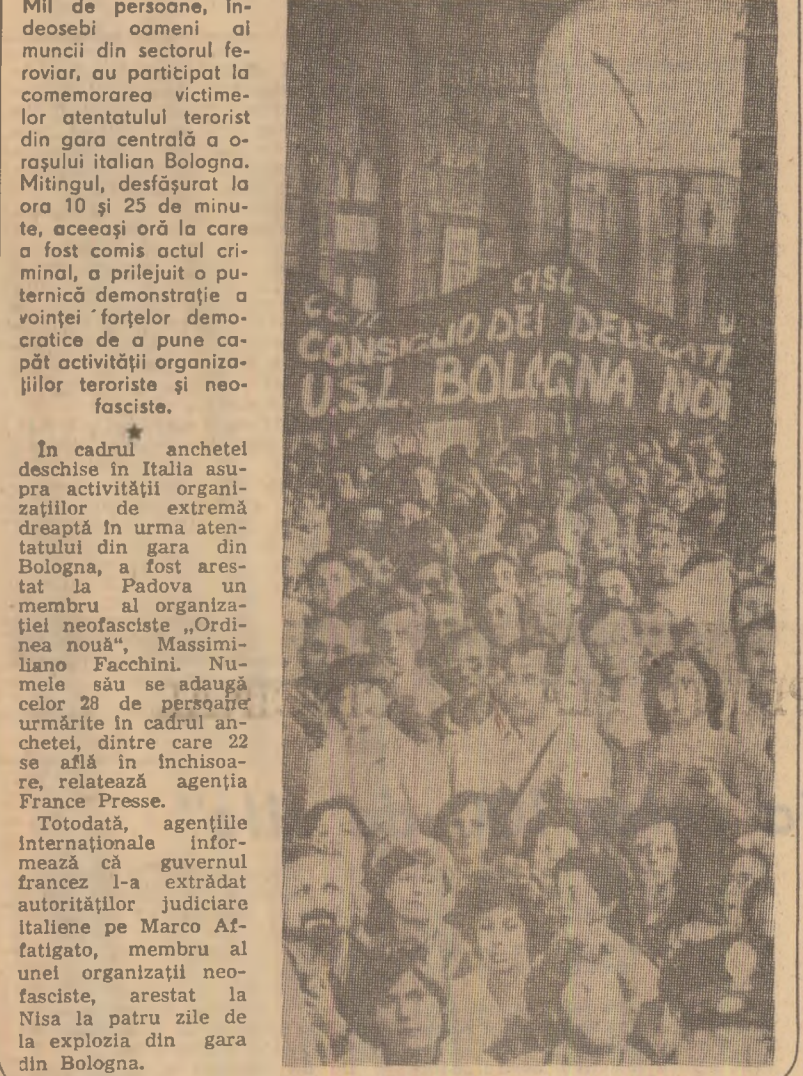 Mii de persoane, în-
deosebi oameni ai
muncii din sectorul fe-
roviar, au participat la
comemorarea victime-
lor atentatului terorist
din gara centrală a o-
rașului italian Bologna.
Mitingul, desfășurat la
ora 10 și 25 de minu-
te, aceeași oră la care
a fost comis actul cri-
minal, a prilejuit o pu-
ternică demonstrație a
voinței forțelor demo-
cratice de a pune ca-
păt activității organiza-
țiilor teroriste și neo-
fasciste.
★
În cadrul anchetei
deschise în Italia asu-
pra activității organi-
zațiilor de extremă
dreaptă în urma aten-
tatului din gara din
Bologna, a fost ares-
tat la Padova un
membru al organiza-
ției neofasciste „Ordi-
nea nouă“, Massimi-
liano Facchini. Nu-
mele său se adaugă
celor 28 de persoane
urmărite în cadrul an-
chetei, dintre care 22
se află în închisoa-
re, relatează agenția
France Presse.
Totodată, agențiile
internaționale infor-
mează că guvernul
francez l-a extrădat
autorităților judiciare
italiene pe Marco Af-
fatigato, membru al
unei organizații neo-
fasciste, arestat la
Nisa la patru zile de
la explozia din gara
din Bologna.
CISL
CONSIGLIO DEI DELEGATI
U.S.L. BOLOGNA NOI